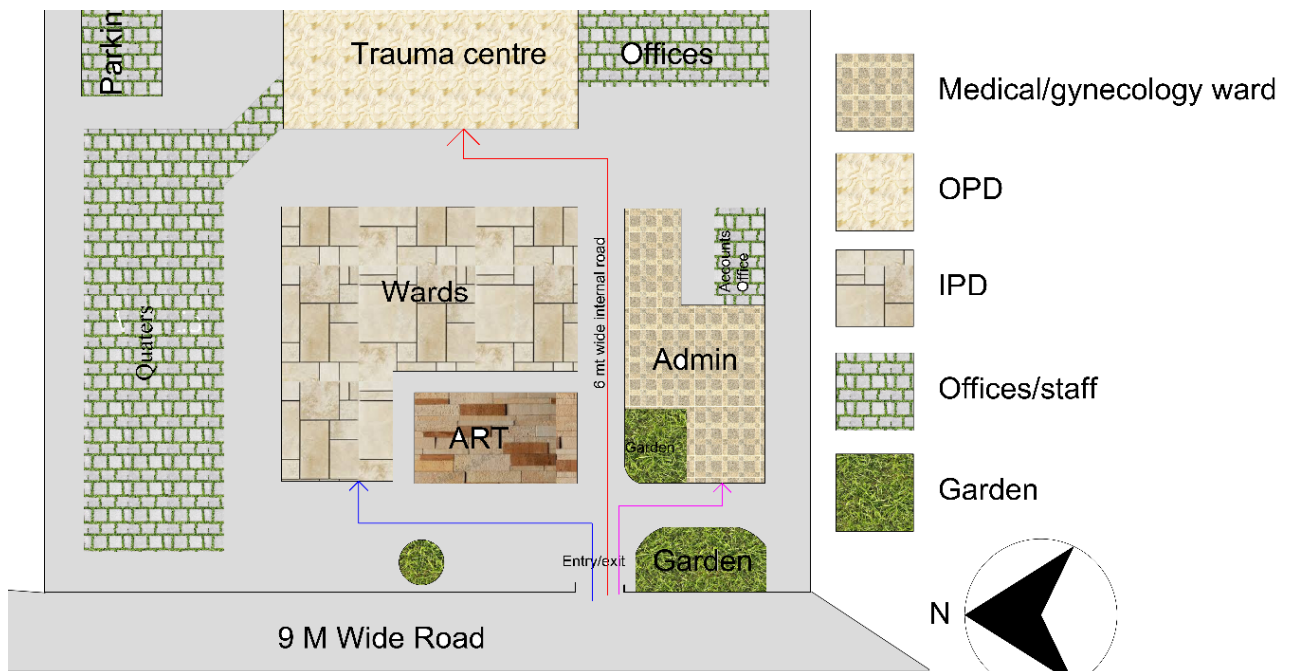 Parkin
Trauma centre
Offices
Medical/gynecology ward
OPD
IPD
Offices/staff
Garden
Quaters
Wards
6 mt wide internal road
Accounts
Office
Admin
ART
Garden
Entry/exit
Garden
9 M Wide Road
N